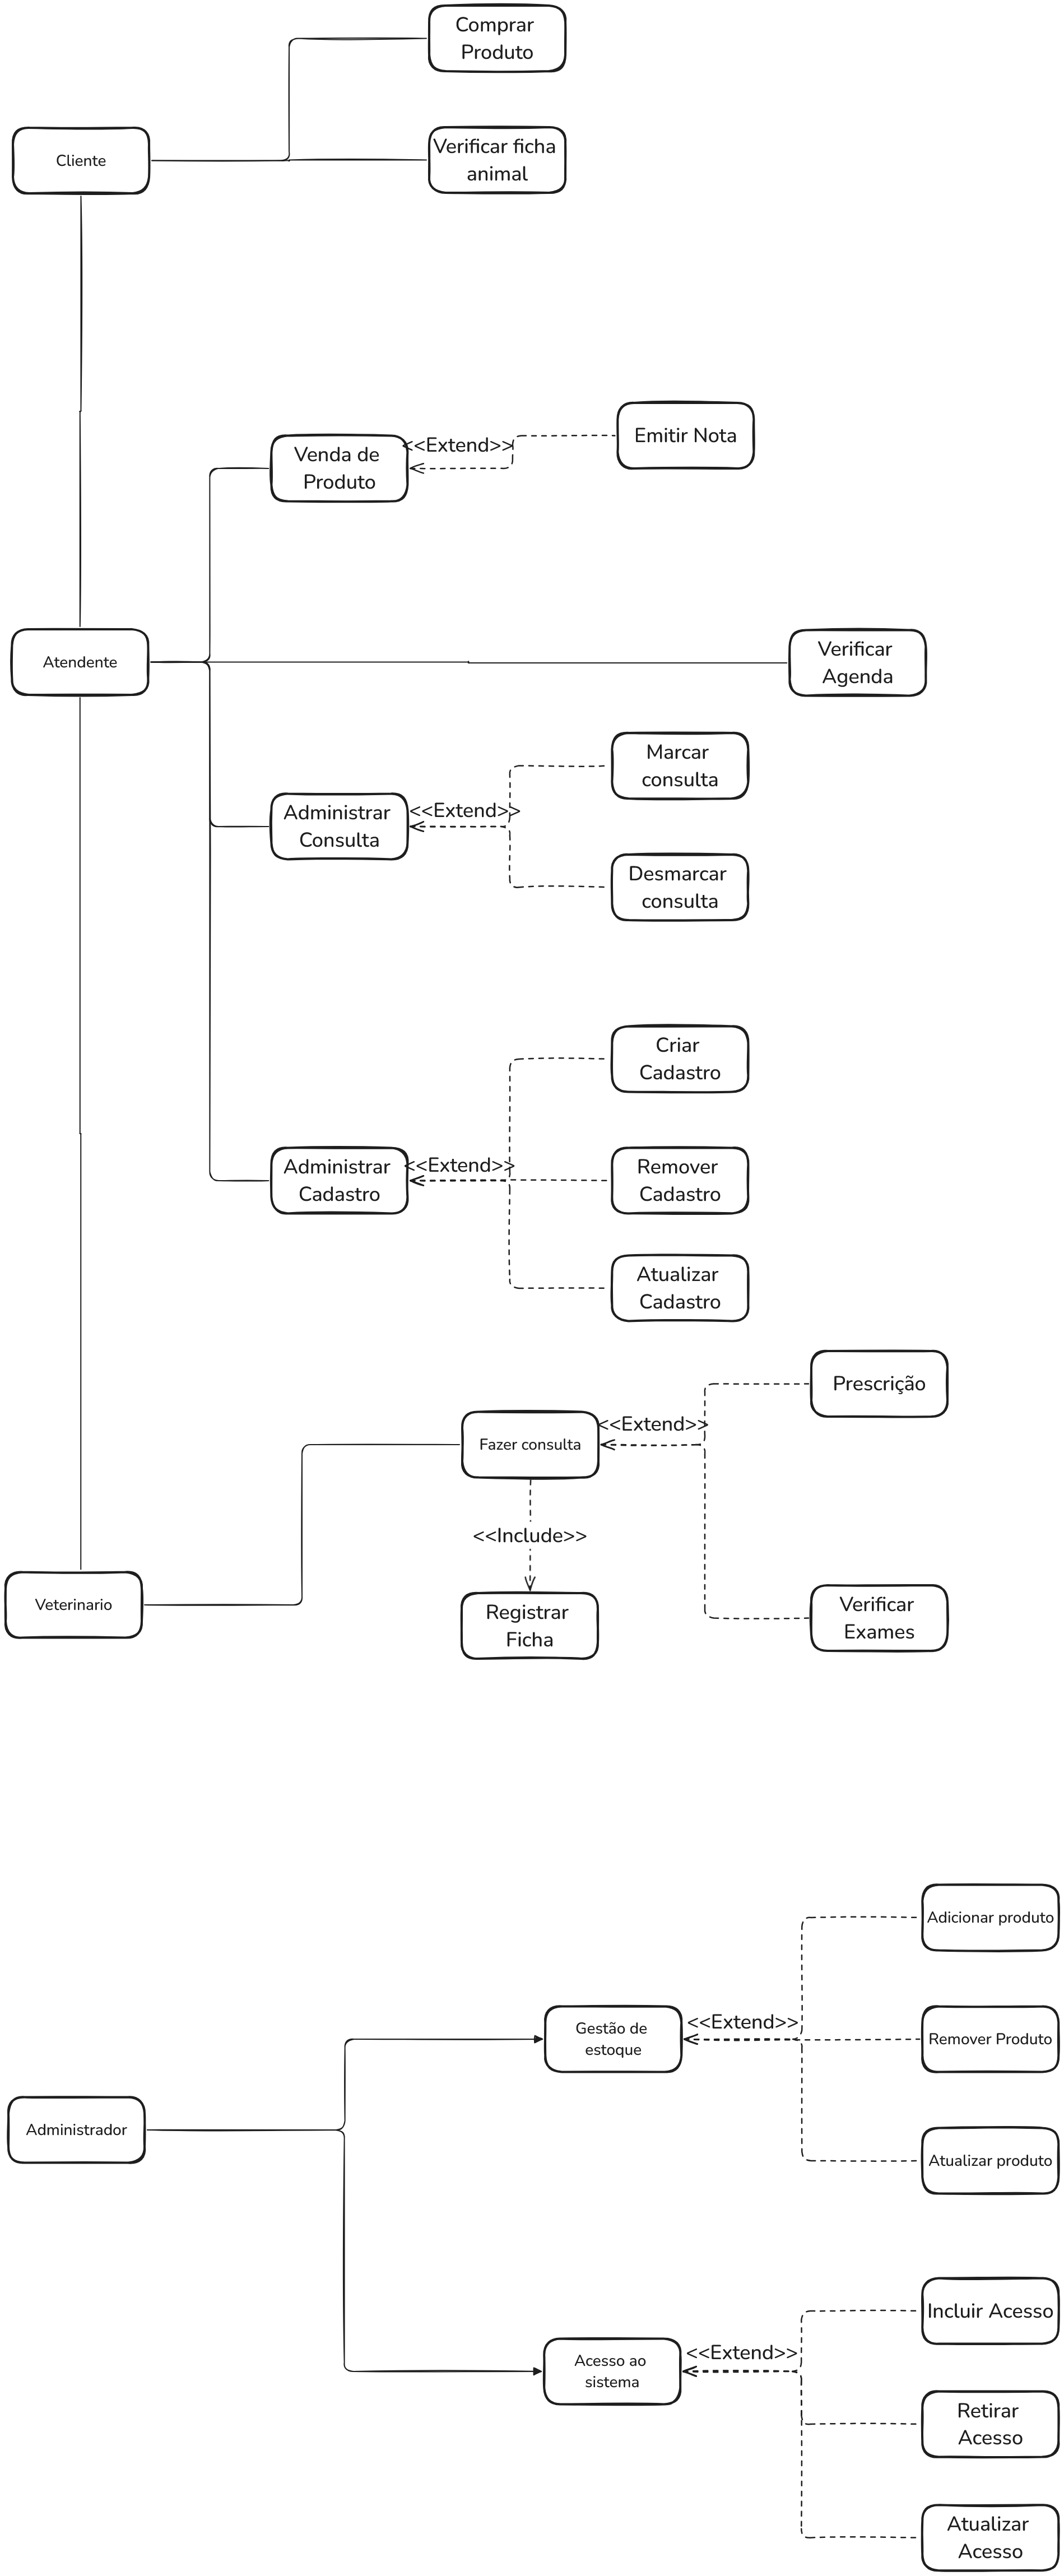 Comprar
Produto
Cliente
Verificar ficha
animal
Venda de
Produto
<<Extend>>
Emitir Nota
Atendente
Verificar
Agenda
Marcar
consulta
Administrar
Consulta
<<Extend>>
Desmarcar
consulta
Criar
Cadastro
Administrar
Cadastro
<<Extend>>
Remover
Cadastro
Atualizar
Cadastro
Prescrição
Fazer consulta
<<Extend>>
<<Include>>
Veterinario
Registrar
Ficha
Verificar
Exames
Adicionar produto
Gestão de
estoque
<<Extend>>
Remover Produto
Administrador
Atualizar produto
Incluir Acesso
Acesso ao
sistema
<<Extend>>
Retirar
Acesso
Atualizar
Acesso